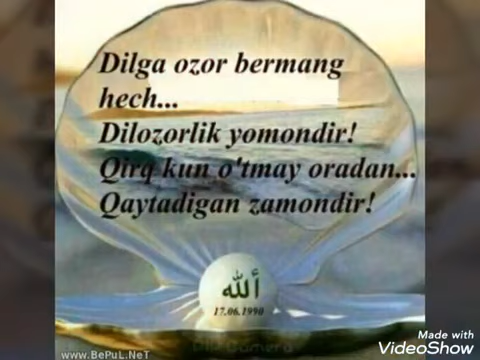 Dilga ozor bermang
hech...
Dilozorlik yomondir!
Qirq kun o'tmay oradan...
Qaytadigan zamondir!
الله
17.06.1990
www.BePuL.NeT
Made with
VideoShow